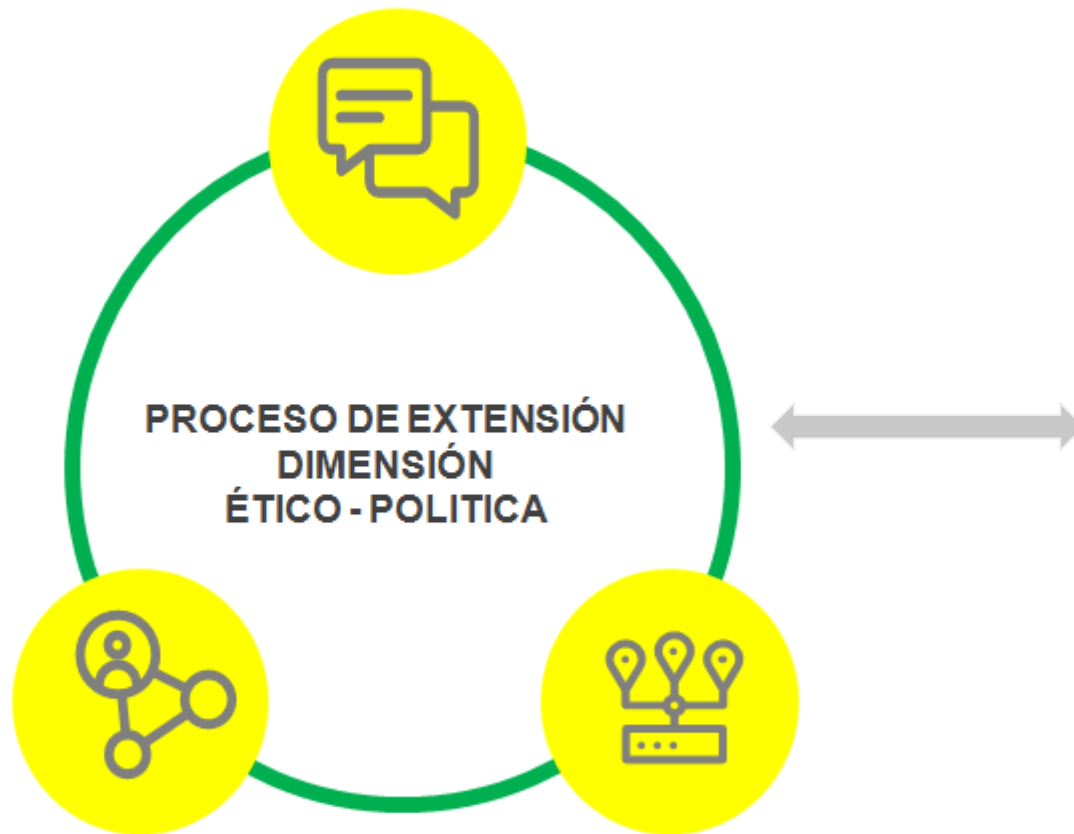 PROCESO DE EXTENSIÓN
DIMENSIÓN
ÉTICO - POLITICA